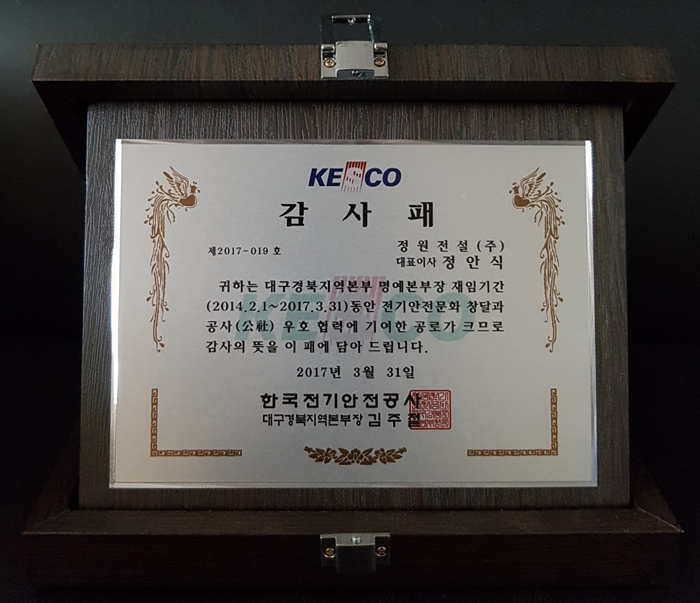 KESCO
감 사 패
제2017-019 호
정 원 전 설 (주)
대표이사 정 안 식
귀하는 대구경북지역본부 명예본부장 재임기간
(2014.2.1~2017.3.31)동안 전기안전문화 창달과
공사(公社) 우호 협력에 기여한 공로가 크므로
감사의 뜻을 이 패에 담아 드립니다.
2017년 3월 31일
한국전기안전공사
대구경북지역본부장 김주철